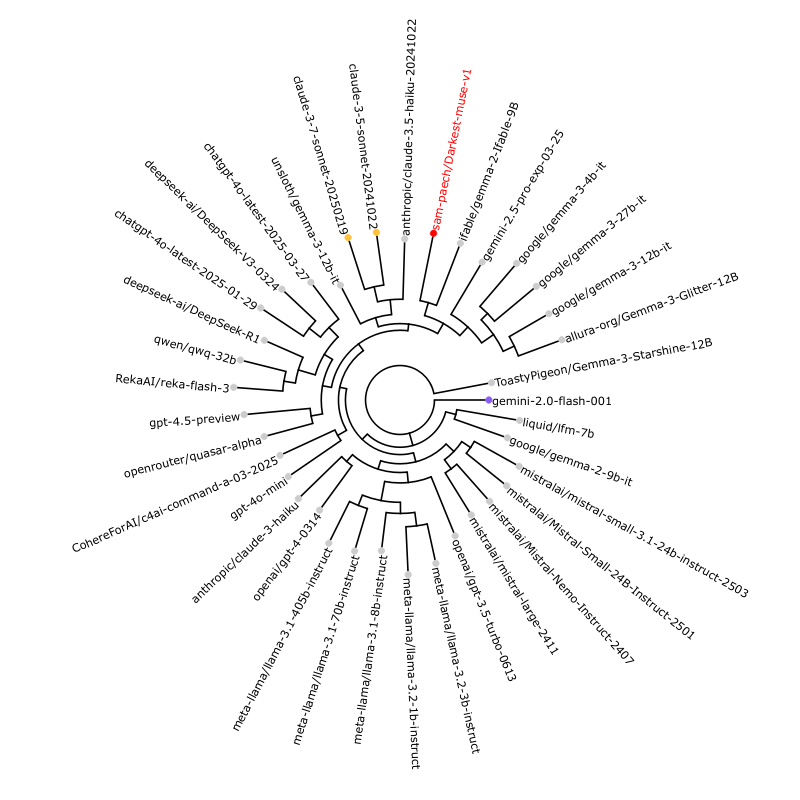 anthropic/claude-3.5-haiku-20241022
sam-paech/Darkest-muse-v1
ifable/gemma-2-Ifable-9B
gemini-2.5-pro-exp-03-25
google/gemma-3-4b-it
google/gemma-3-27b-it
google/gemma-3-12b-it
allura-org/Gemma-3-Glitter-12B
ToastyPigeon/Gemma-3-Starshine-12B
gemini-2.0-flash-001
liquid/lfm-7b
google/gemma-2-9b-it
mistralai/mistral-small-3.1-24b-instruct-2503
mistralai/Mistral-Small-24B-Instruct-2501
mistralai/Mistral-Nemo-Instruct-2407
mistralai/mistral-large-2411
openai/gpt-3.5-turbo-0613
meta-llama/llama-3.2-3b-instruct
meta-llama/llama-3.2-1b-instruct
meta-llama/llama-3.1-8b-instruct
meta-llama/llama-3.1-70b-instruct
meta-llama/llama-3.1-405b-instruct
openai/gpt-4-0314
anthropic/claude-3-haiku
gpt-4o-mini
CohereForAI/c4ai-command-a-03-2025
openrouter/quasar-alpha
gpt-4.5-preview
RekaAI/reka-flash-3
qwen/qwq-32b
deepseek-ai/DeepSeek-R1
chatgpt-4o-latest-2025-01-29
deepseek-ai/DeepSeek-V3-0324
chatgpt-4o-latest-2025-03-27
unsloth/gemma-3-12b-it
claude-3-7-sonnet-20250219
claude-3-5-sonnet-20241022